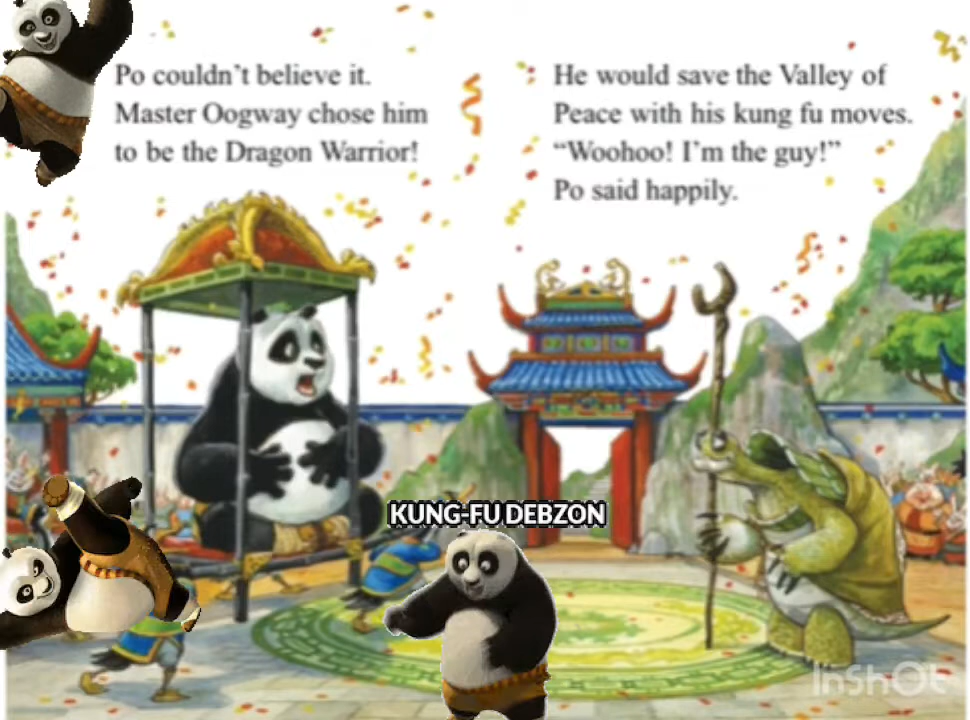 Po couldn't believe it.
Master Oogway chose him
to be the Dragon Warrior!
He would save the Valley of
Peace with his kung fu moves.
“Woohoo! I'm the guy!”
Po said happily.
KUNG-FU DEBZON
InShOt